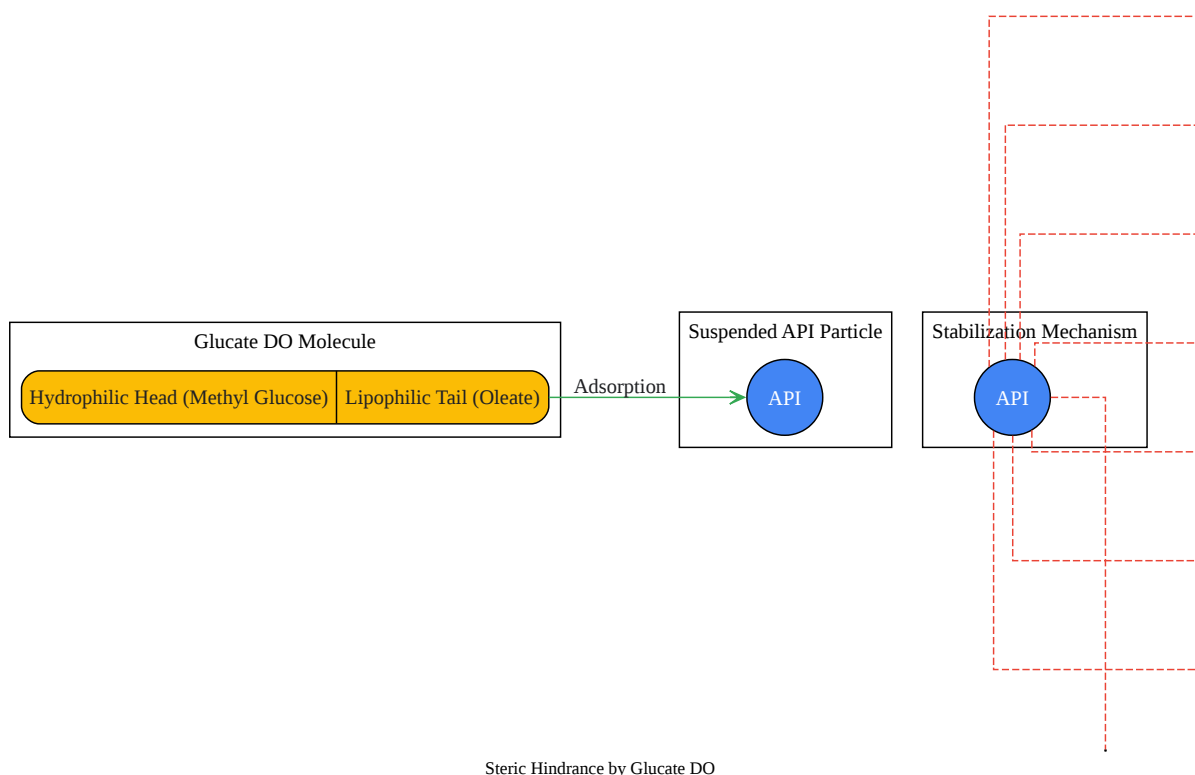 Glucate DO Molecule
Hydrophilic Head (Methyl Glucose)
Lipophilic Tail (Oleate)
Adsorption
Suspended API Particle
API
Stabilization Mechanism
API
Steric Hindrance by Glucate DO